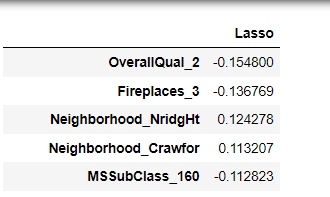 Lasso
OverallQual_2 -0.154800
Fireplaces_3 -0.136769
Neighborhood_NridgHt 0.124278
Neighborhood_Crawfor 0.113207
MSSubClass_160 -0.112823